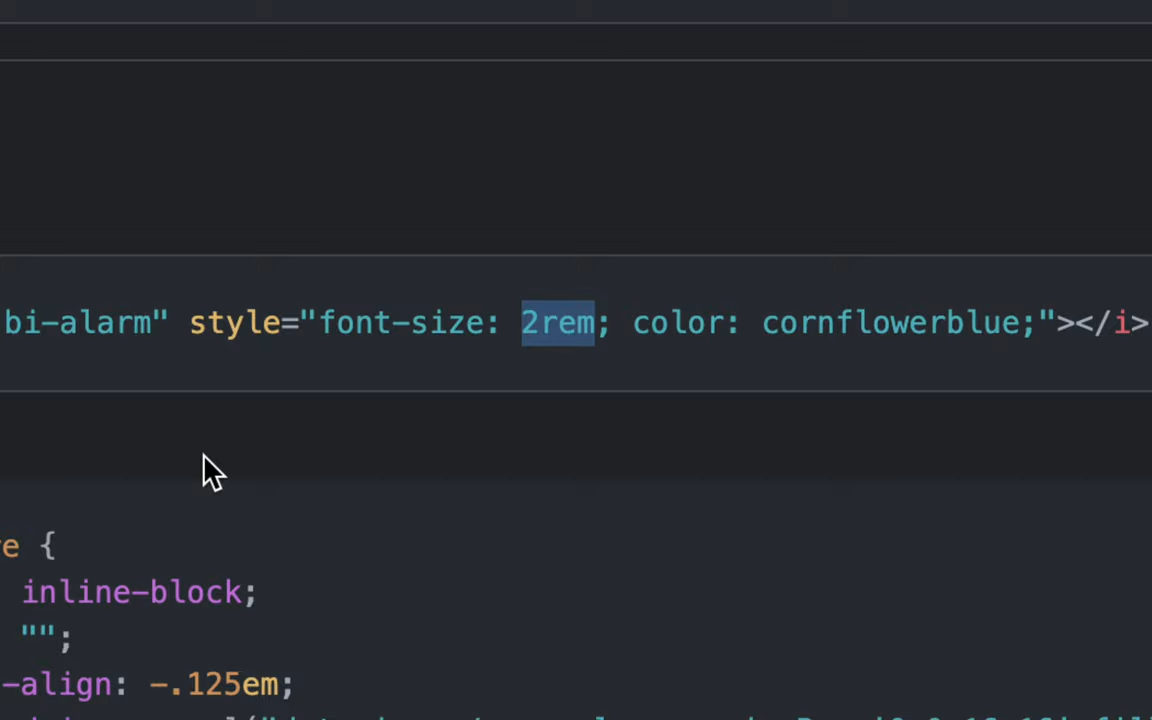 bi-alarm" style="font-size: 2rem; color: cornflowerblue;"></i>
{
inline-block;
"";
-align: -.125em;